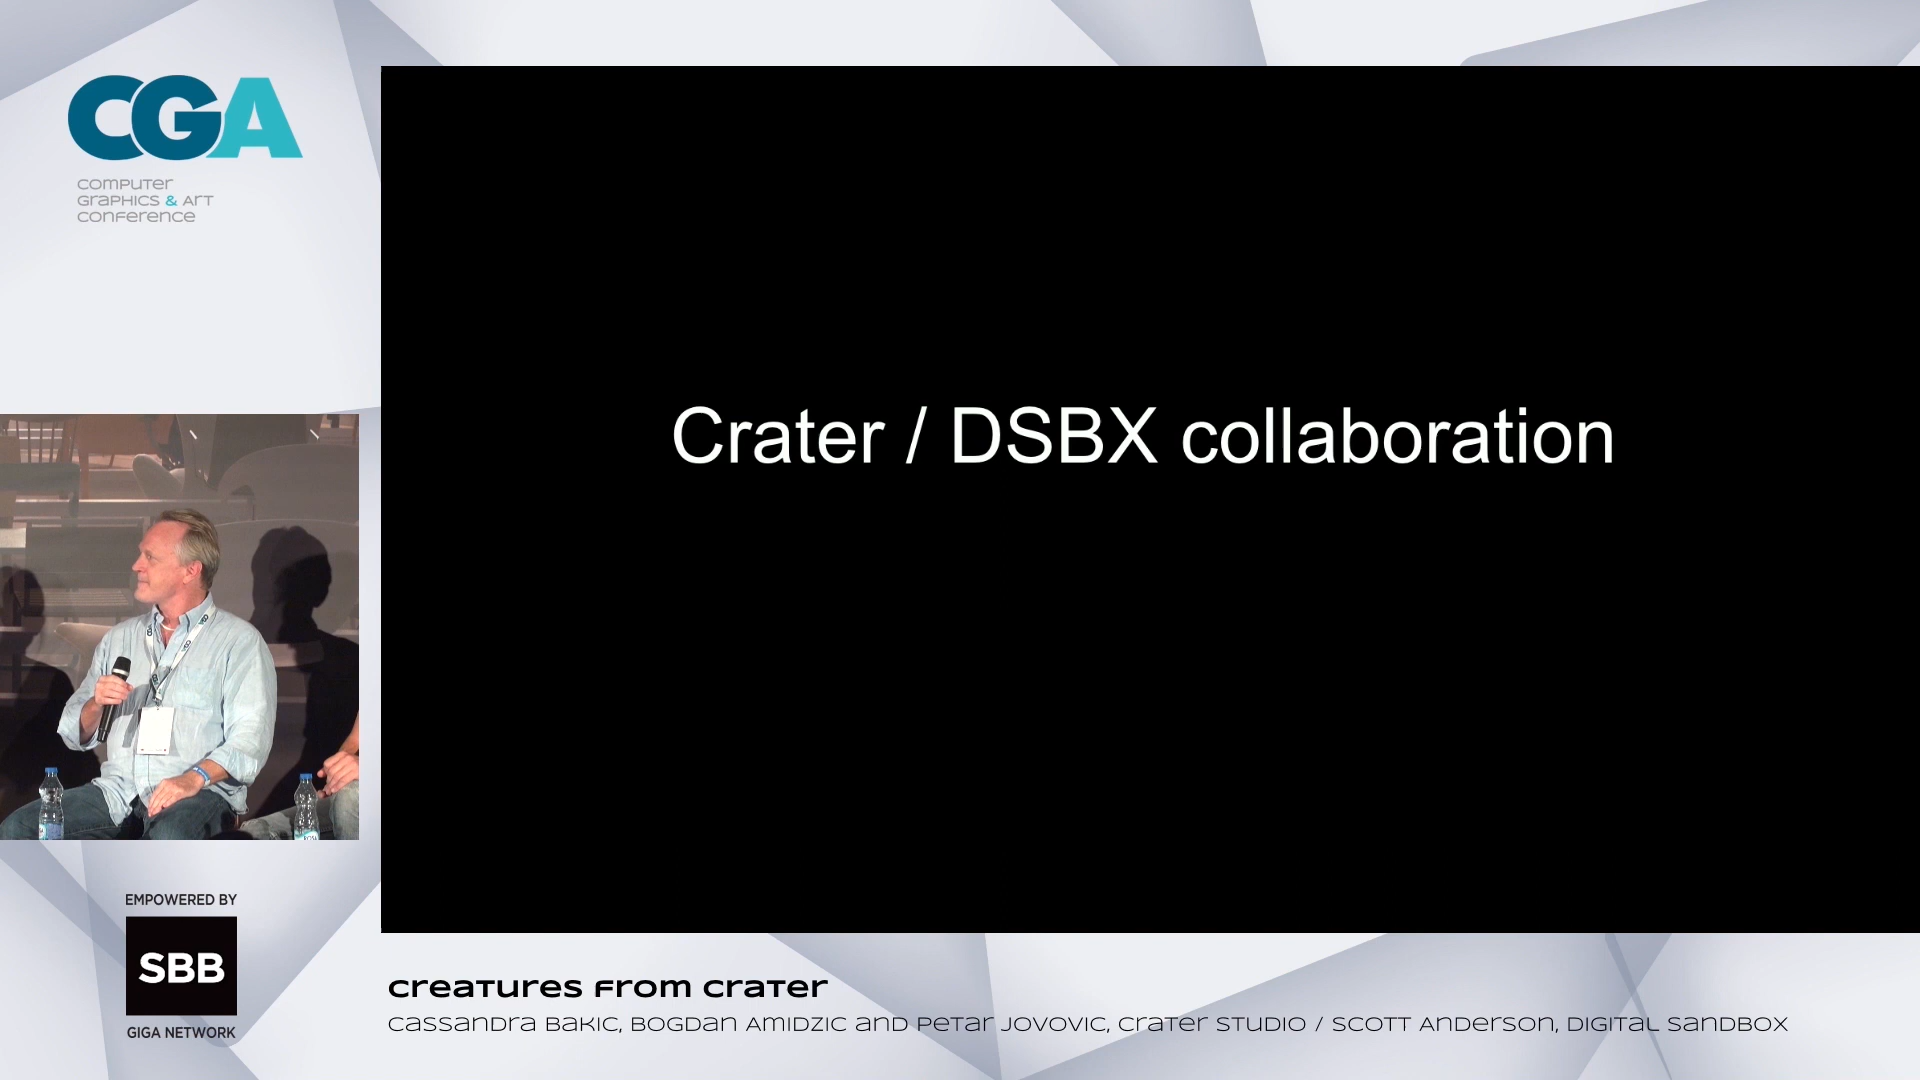 CGA
computer
graphics & art
conference
Crater / DSBX collaboration
EMPOWERED BY
SBB
GIGA NETWORK
creatures from crater
cassandra Bakic, Bogdan Amidzic and Petar Jovovic, crater studio / scott Anderson, Digital sandbox